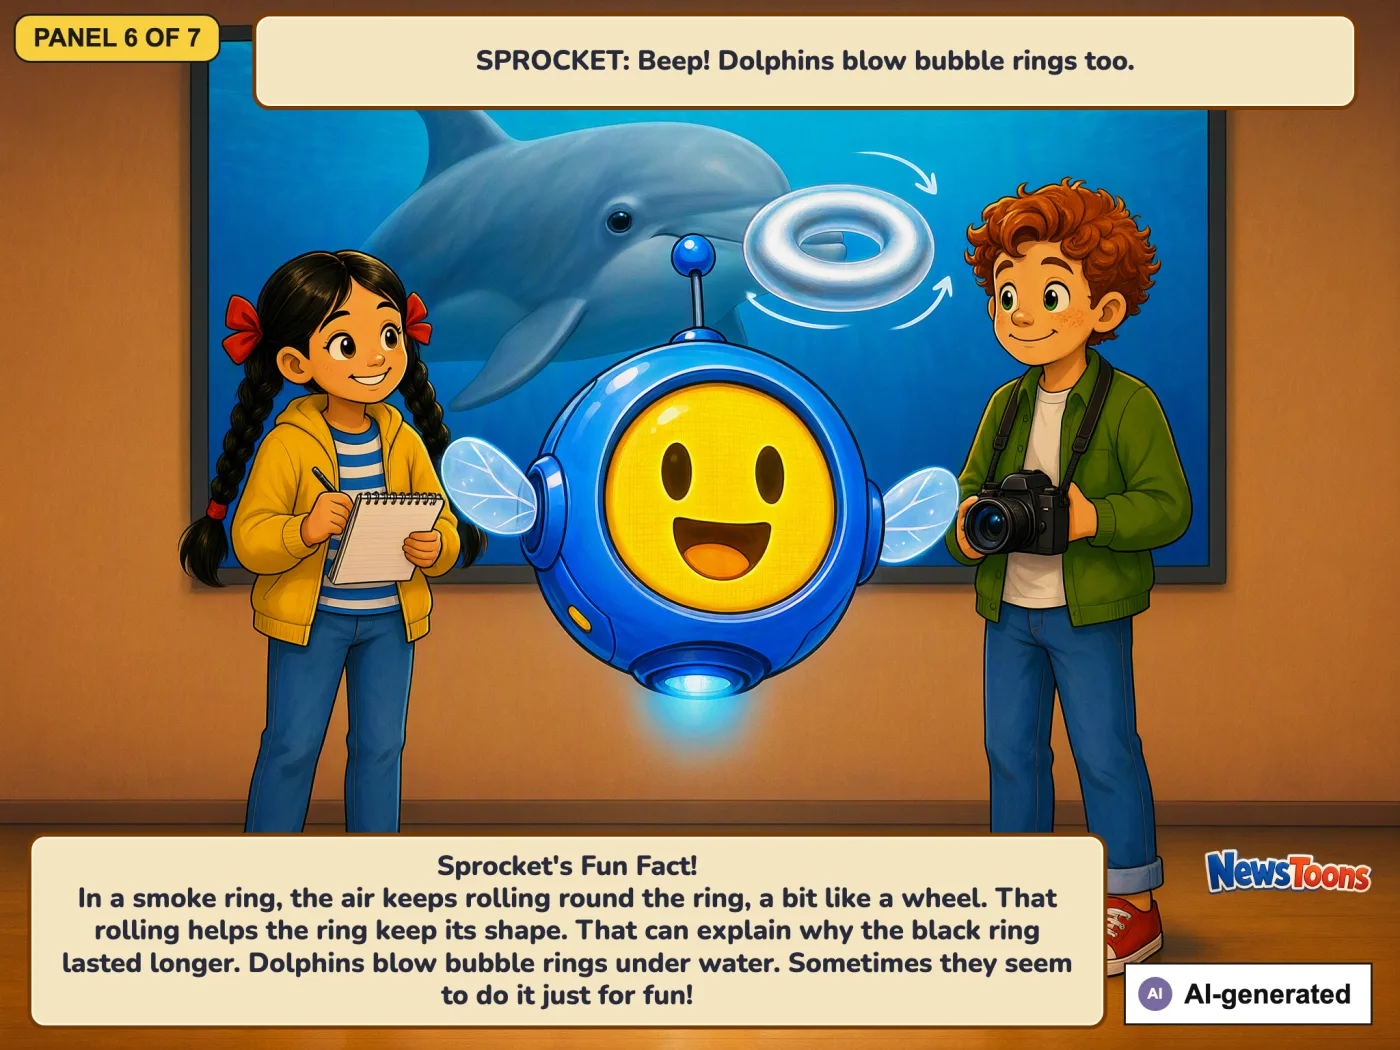 PANEL 6 OF 7
SPROCKET: Beep! Dolphins blow bubble rings too.
Sprocket's Fun Fact!
In a smoke ring, the air keeps rolling round the ring, a bit like a wheel. That
rolling helps the ring keep its shape. That can explain why the black ring
lasted longer. Dolphins blow bubble rings under water. Sometimes they seem
to do it just for fun!
NewsToons
AI AI-generated